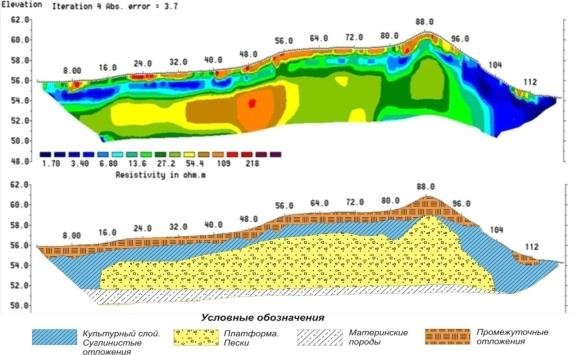 Elevation Iteration 4 Abs. error = 3.7
62.0
60.0
58.0
56.0
54.0
52.0
50.0
48.0
8.00 16.0 24.0 32.0 40.0 48.0 56.0 64.0 72.0 80.0 88.0 96.0 104 112
1.70 3.40 6.80 13.6 27.2 54.4 109 218
Resistivity in ohm.m
62.0
60.0
58.0
56.0
54.0
52.0
50.0
8.00 16.0 24.0 32.0 40.0 48.0 56.0 64.0 72.0 80.0 88.0 96.0 104 112
Условные обозначения
Культурный слой.
Суглинистые
отложения
Платформа.
Пески
Материнские
породы
Промежуточные
отложения